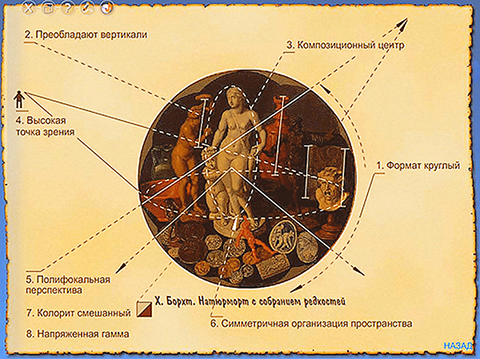 2. Преобладают вертикали
3. Композиционный центр
4. Высокая
точка зрения
1. Формат круглый
5. Полифокальная
перспектива
Х. Борхт. Натюрморт с собранием редкостей
7. Колорит смешанный
6. Симметричная организация пространства
8. Напряженная гамма
НАЗАД